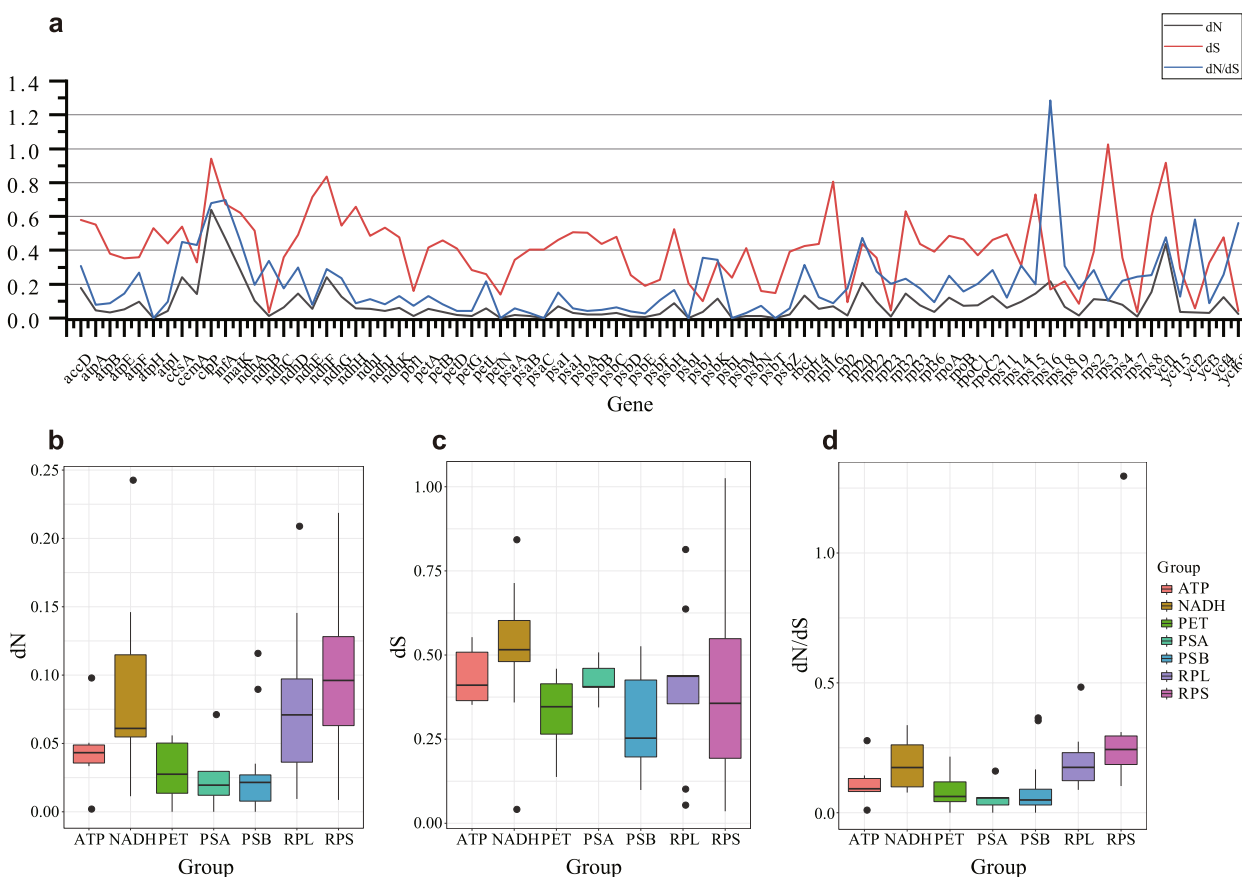 a
dN
dS
dN/dS
1.4
1.2
1.0
0.8
0.6
0.4
0.2
0.0
accD
atpA
atpB
atpE
atpF
atpH
atpI
ccsA
cemA
clpP
infA
matK
ndhA
ndhB
ndhC
ndhD
ndhE
ndhF
ndhG
ndhH
ndhI
ndhJ
ndhK
pbf1
petA
petB
petD
petG
petL
petN
psaA
psaB
psaC
psaI
psaJ
psbA
psbB
psbC
psbD
psbE
psbF
psbH
psbI
psbJ
psbK
psbL
psbM
psbN
psbT
psbZ
rbcL
rpl14
rpl16
rpl2
rpl20
rpl22
rpl23
rpl32
rpl33
rpl36
rpoA
rpoB
rpoC1
rpoC2
rps11
rps14
rps15
rps16
rps18
rps19
rps2
rps3
rps4
rps7
rps8
ycf1
ycf15
ycf2
ycf3
ycf4
Gene
b
0.25
0.20
0.15
0.10
0.05
0.00
dN
ATP NADH PET PSA PSB RPL RPS
Group
c
1.00
0.75
0.50
0.25
0.00
dS
ATP NADH PET PSA PSB RPL RPS
Group
d
1.0
0.5
0.0
dN/dS
ATP NADH PET PSA PSB RPL RPS
Group
Group
ATP
NADH
PET
PSA
PSB
RPL
RPS